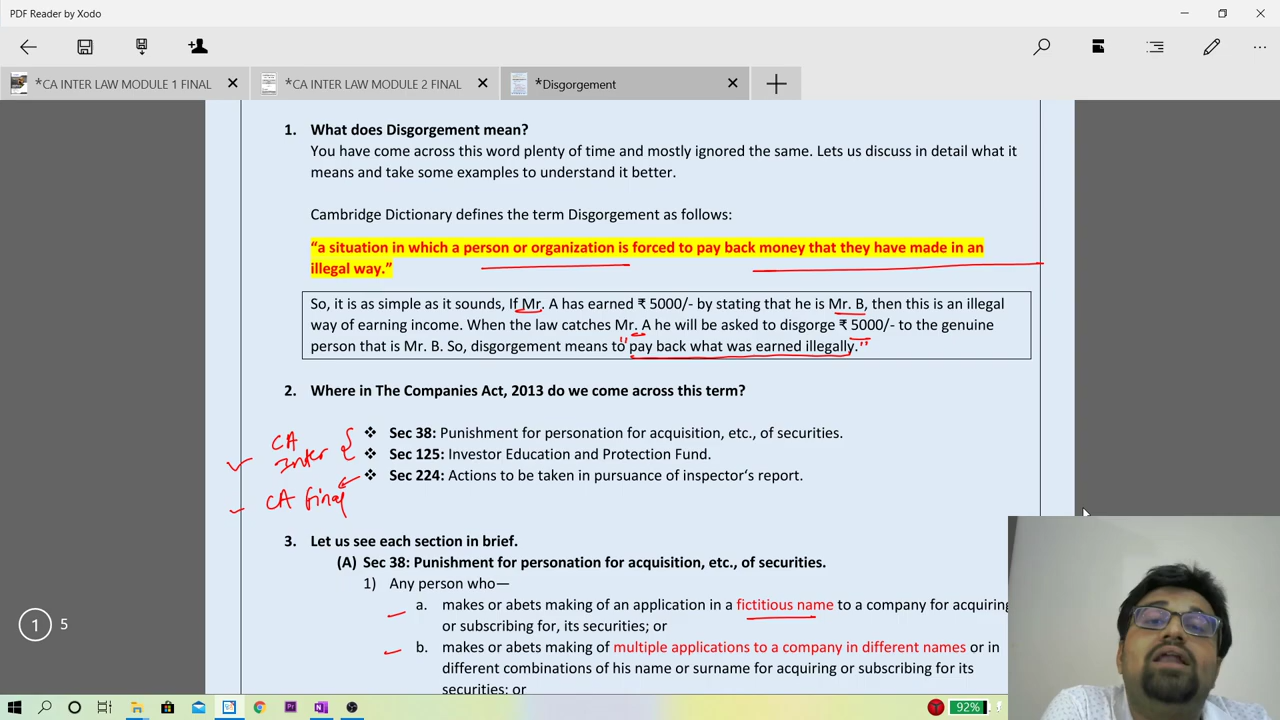 PDF Reader by Xodo
*CA INTER LAW MODULE 1 FINAL
*CA INTER LAW MODULE 2 FINAL
*Disgorgement
1. What does Disgorgement mean?
You have come across this word plenty of time and mostly ignored the same. Lets us discuss in detail what it
means and take some examples to understand it better.
Cambridge Dictionary defines the term Disgorgement as follows:
“a situation in which a person or organization is forced to pay back money that they have made in an
illegal way.”
So, it is as simple as it sounds, If Mr. A has earned ₹ 5000/- by stating that he is Mr. B, then this is an illegal
way of earning income. When the law catches Mr. A he will be asked to disgorge ₹ 5000/- to the genuine
person that is Mr. B. So, disgorgement means to "pay back what was earned illegally."
2. Where in The Companies Act, 2013 do we come across this term?
CA
Inter
❖ Sec 38: Punishment for personation for acquisition, etc., of securities.
❖ Sec 125: Investor Education and Protection Fund.
❖ Sec 224: Actions to be taken in pursuance of inspector‘s report.
CA final
3. Let us see each section in brief.
(A) Sec 38: Punishment for personation for acquisition, etc., of securities.
1) Any person who—
a. makes or abets making of an application in a fictitious name to a company for acquiring
or subscribing for, its securities; or
b. makes or abets making of multiple applications to a company in different names or in
different combinations of his name or surname for acquiring or subscribing for its
securities; or
1 5
92%